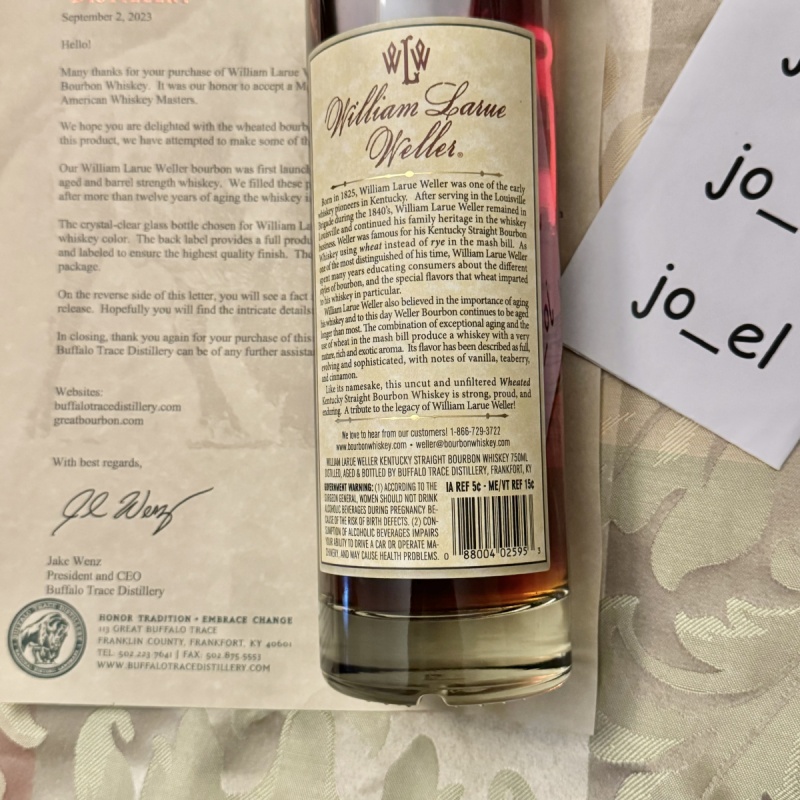 September 2, 2023
Hello!
Many thanks for your purchase of William Larue
Bourbon Whiskey. It was our honor to accept a
American Whiskey Masters.
We hope you are delighted with the wheated
this product, we have attempted to make some of
Our William Larue Weller bourbon was first
aged and barrel strength whiskey. We filled these
after more than twelve years of aging the whiskey
The crystal-clear glass bottle chosen for William
whiskey color. The back label provides a full
and labeled to ensure the highest quality finish.
package.
On the reverse side of this letter, you will see a fact
release. Hopefully you will find the intricate details
In closing, thank you again for your purchase of this
Buffalo Trace Distillery can be of any further
Websites:
buffalotracedistillery.com
greatbourbon.com
With best regards,
Jake Wenz
President and CEO
Buffalo Trace Distillery
HONOR TRADITION • EMBRACE CHANGE
113 GREAT BUFFALO TRACE
FRANKLIN COUNTY, FRANKFORT, KY 40601
TEL: 502.223.7641 | FAX: 502.875.5553
WWW.BUFFALOTRACEDISTILLERY.COM
WLW
William Larue
Weller®
Born in 1825, William Larue Weller was one of the early
whiskey pioneers in Kentucky. After serving in the Louisville
Brigade during the 1840's, William Larue Weller remained in
Louisville and continued his family heritage in the whiskey
business. Weller was famous for his Kentucky Straight Bourbon
Whiskey using wheat instead of rye in the mash bill. As
one of the most distinguished of his time, William Larue Weller
spent many years educating consumers about the different
styles of bourbon, and the special flavors that wheat imparted
to his whiskey in particular.
William Larue Weller also believed in the importance of aging
his whiskey and to this day Weller Bourbon continues to be aged
longer than most. The combination of exceptional aging and the
use of wheat in the mash bill produce a whiskey with a very
mature, rich and exotic aroma. Its flavor has been described as full,
evolving and sophisticated, with notes of vanilla, teaberry,
and cinnamon.
Like its namesake, this uncut and unfiltered Wheated
Kentucky Straight Bourbon Whiskey is strong, proud, and
enduring. A tribute to the legacy of William Larue Weller!
We love to hear from our customers! 1-866-729-3722
www.bourbonwhiskey.com • weller@bourbonwhiskey.com
WILLIAM LARUE WELLER KENTUCKY STRAIGHT BOURBON WHISKEY 750ML
DISTILLED, AGED & BOTTLED BY BUFFALO TRACE DISTILLERY, FRANKFORT, KY
GOVERNMENT WARNING: (1) ACCORDING TO THE
SURGEON GENERAL, WOMEN SHOULD NOT DRINK
ALCOHOLIC BEVERAGES DURING PREGNANCY BE-
CAUSE OF THE RISK OF BIRTH DEFECTS. (2) CON-
SUMPTION OF ALCOHOLIC BEVERAGES IMPAIRS
YOUR ABILITY TO DRIVE A CAR OR OPERATE MA-
CHINERY, AND MAY CAUSE HEALTH PROBLEMS.
IA REF 5¢ - ME/VT REF 15¢
0 88004 02595 3
jo_
jo_el